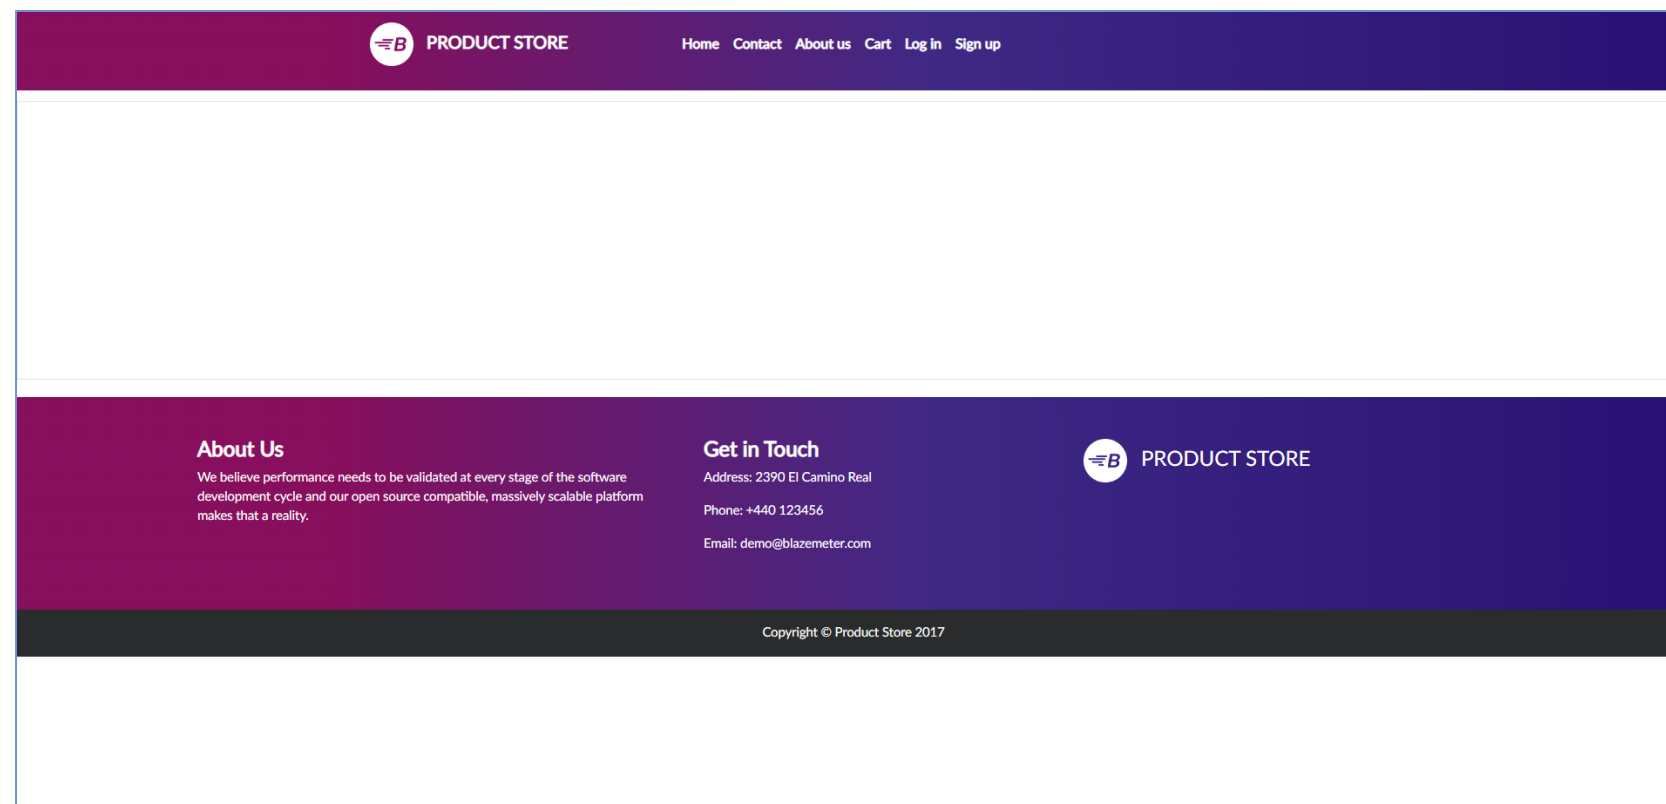 B PRODUCT STORE Home Contact About us Cart Log in Sign up
About Us
We believe performance needs to be validated at every stage of the software
development cycle and our open source compatible, massively scalable platform
makes that a reality.
Get in Touch
Address: 2390 El Camino Real
Phone: +440 123456
Email: demo@blazemeter.com
B PRODUCT STORE
Copyright © Product Store 2017